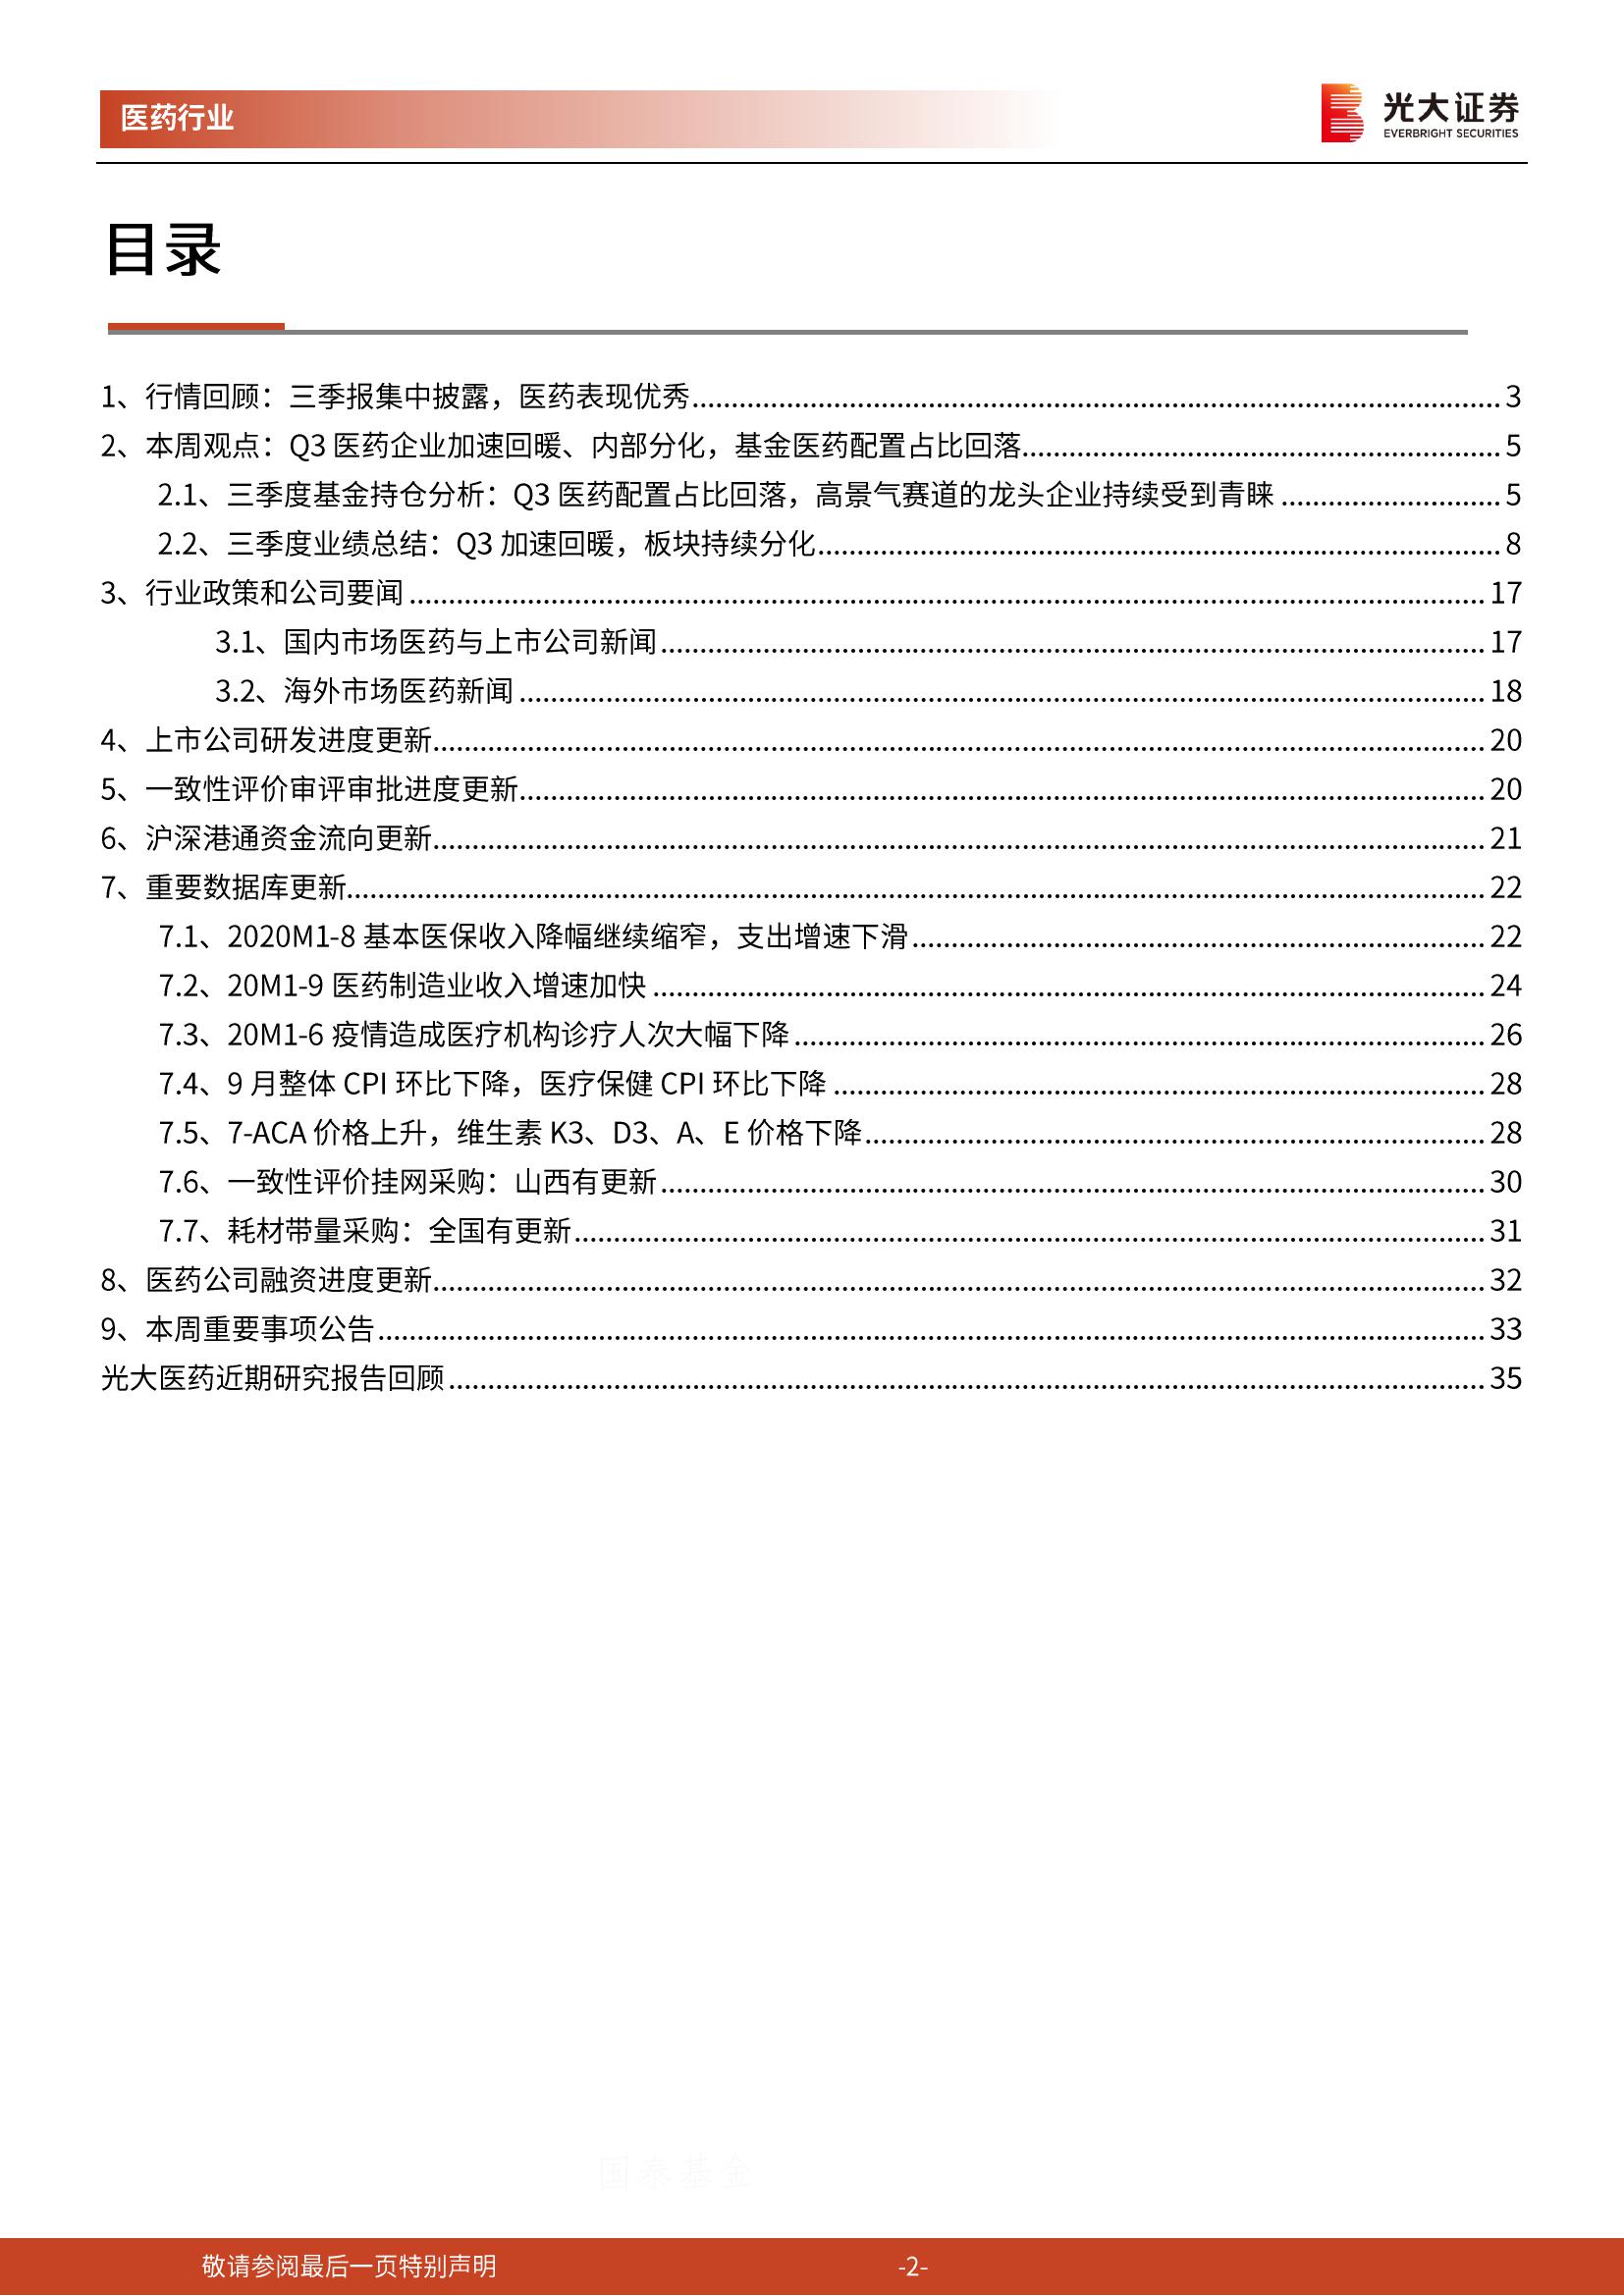 医药行业
光大证券
EVERBRIGHT SECURITIES
目录
1、行情回顾：三季报集中披露，医药表现优秀 3
2、本周观点：Q3 医药企业加速回暖、内部分化，基金医药配置占比回落 5
2.1、三季度基金持仓分析：Q3 医药配置占比回落，高景气赛道的龙头企业持续受到青睐 5
2.2、三季度业绩总结：Q3 加速回暖，板块持续分化 8
3、行业政策和公司要闻 17
3.1、国内市场医药与上市公司新闻 17
3.2、海外市场医药新闻 18
4、上市公司研发进度更新 20
5、一致性评价审评审批进度更新 20
6、沪深港通资金流向更新 21
7、重要数据库更新 22
7.1、2020M1-8 基本医保收入降幅继续缩窄，支出增速下滑 22
7.2、20M1-9 医药制造业收入增速加快 24
7.3、20M1-6 疫情造成医疗机构诊疗人次大幅下降 26
7.4、9 月整体 CPI 环比下降，医疗保健 CPI 环比下降 28
7.5、7-ACA 价格上升，维生素 K3、D3、A、E 价格下降 28
7.6、一致性评价挂网采购：山西有更新 30
7.7、耗材带量采购：全国有更新 31
8、医药公司融资进度更新 32
9、本周重要事项公告 33
光大医药近期研究报告回顾 35
国泰基金
敬请参阅最后一页特别声明 -2-